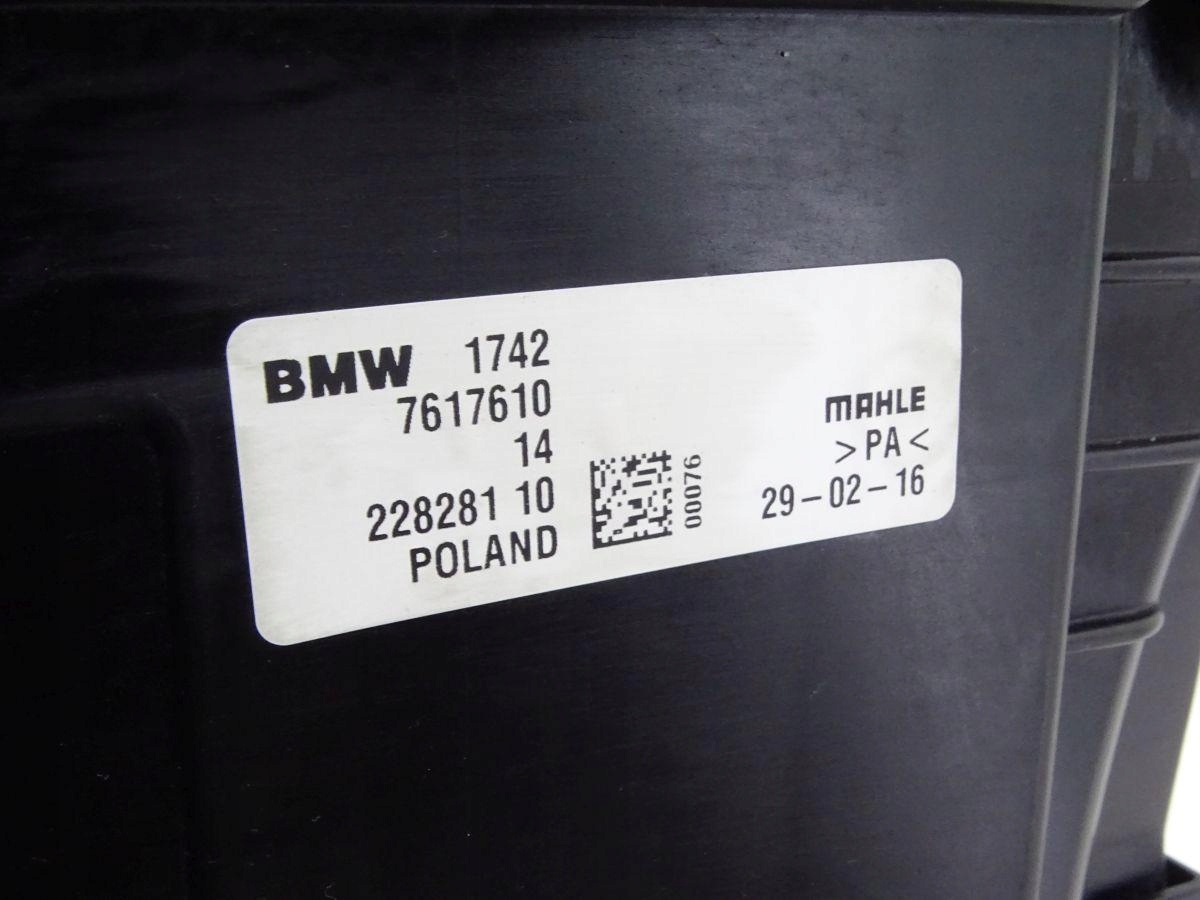 BMW 1742
7617610
14
228281 10
POLAND
00076
MAHLE
>PA<
29-02-16